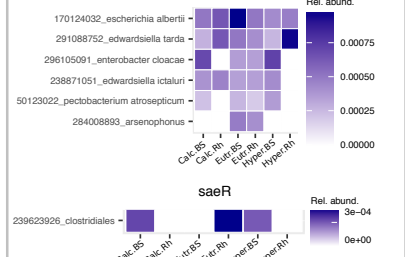 Rel. abund.
170124032_escherichia albertii
291088752_edwardsiella tarda
296105091_enterobacter cloacae
238871051_edwardsiella ictaluri
50123022_pectobacterium atrosepticum
284008893_arsenophonus
0.00075
0.00050
0.00025
0.00000
Calc.BS
Calc.Rh
Eutr.BS
Eutr.Rh
Hyper.BS
Hyper.Rh
saeR
Rel. abund.
239623926_clostridiales
3e−04
0e+00